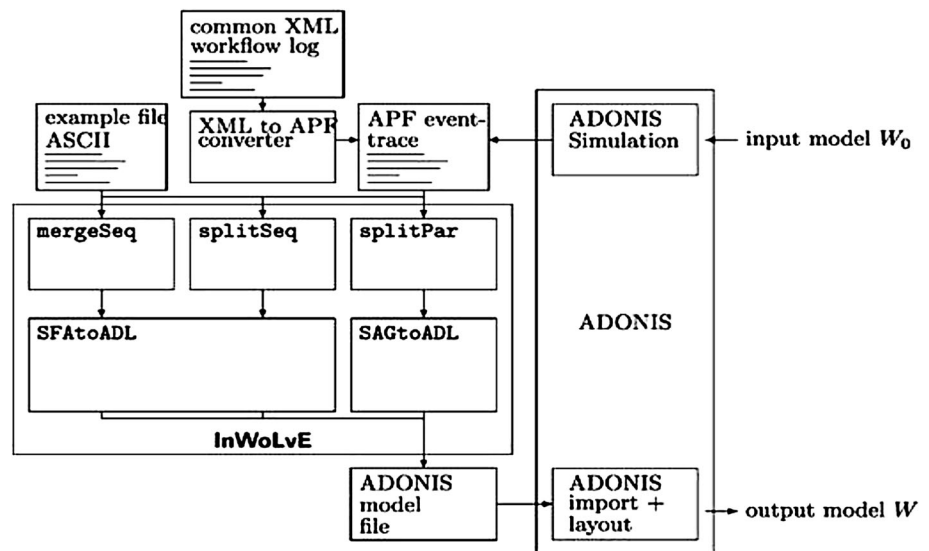 common XML
workflow log
example file
ASCII
XML to APF
converter
APF event-
trace
ADONIS
Simulation
input model W₀
mergeSeq
splitSeq
splitPar
SFAtoADL
SAGtoADL
ADONIS
InWoLvE
ADONIS
model
file
ADONIS
import +
layout
output model W